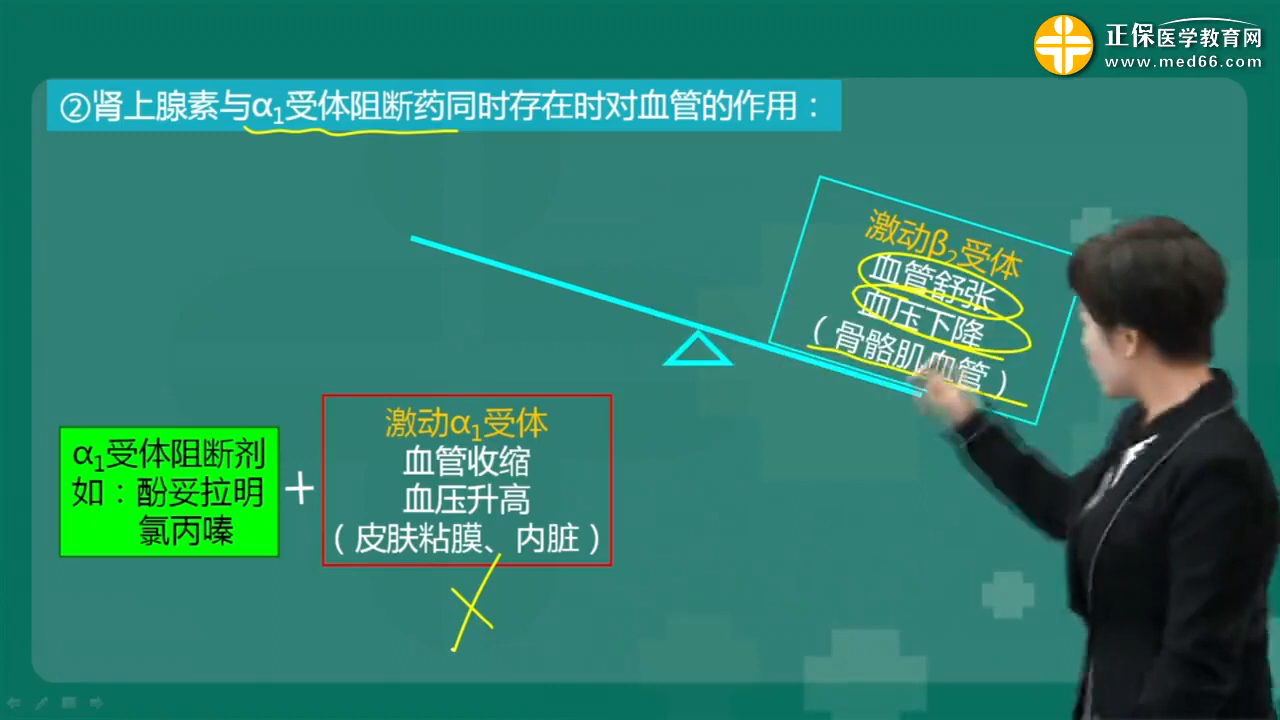 正保医学教育网
www.med66.com
②肾上腺素与α₁受体阻断药同时存在时对血管的作用：
激动β₂受体
血管舒张
血压下降
（骨骼肌血管）
α₁受体阻断剂
如：酚妥拉明
氯丙嗪
+
激动α₁受体
血管收缩
血压升高
（皮肤粘膜、内脏）